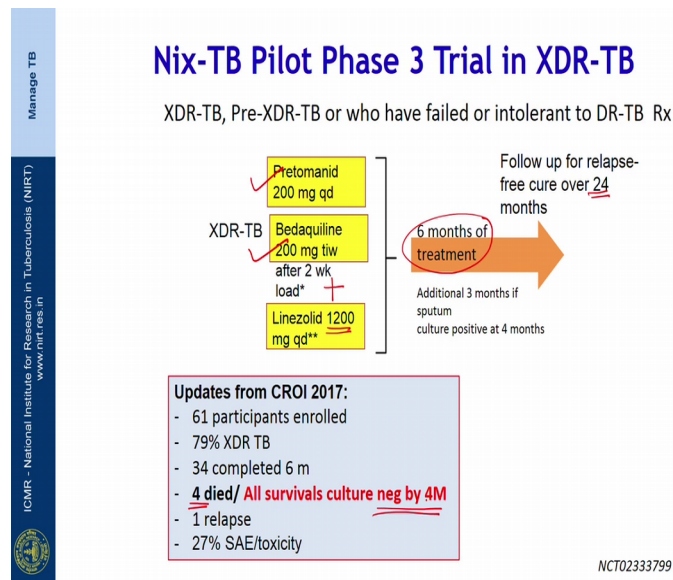 Manage TB
ICMR - National Institute for Research in Tuberculosis (NIRT)
www.nirt.res.in
Nix-TB Pilot Phase 3 Trial in XDR-TB
XDR-TB, Pre-XDR-TB or who have failed or intolerant to DR-TB Rx
Pretomanid
200 mg qd
XDR-TB
Bedaquiline
200 mg tiw
after 2 wk
load*
Linezolid 1200
mg qd**
6 months of
treatment
Follow up for relapse-
free cure over 24
months
Additional 3 months if
sputum
culture positive at 4 months
Updates from CROI 2017:
- 61 participants enrolled
- 79% XDR TB
- 34 completed 6 m
- 4 died/ All survivals culture neg by 4M
- 1 relapse
- 27% SAE/toxicity
NCT02333799